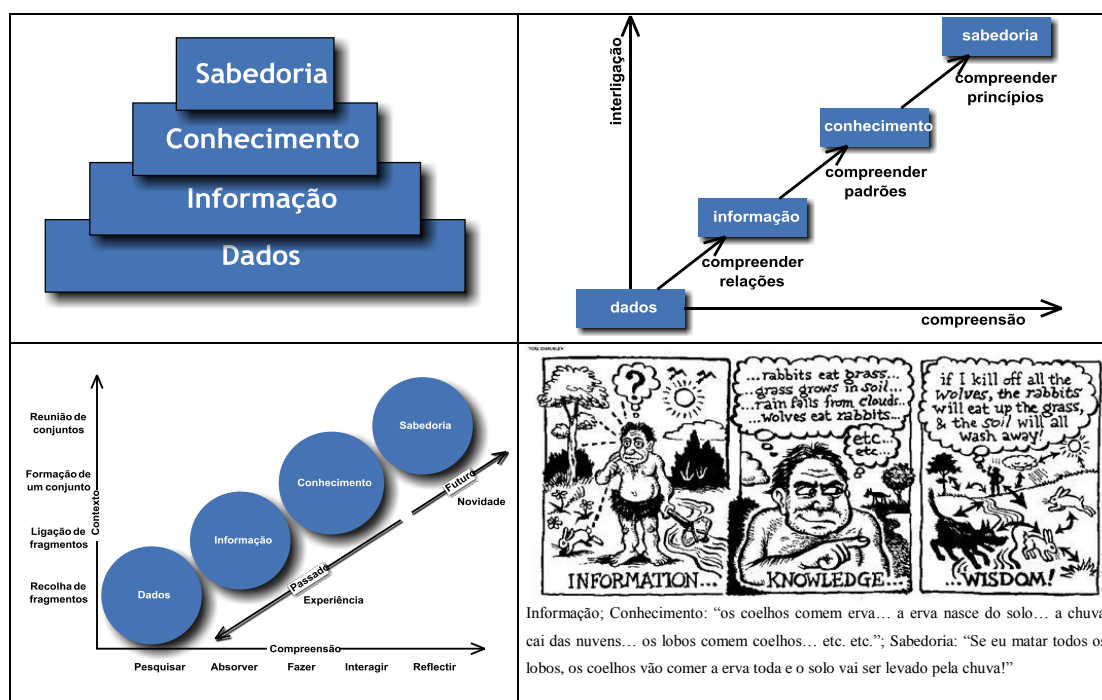 Sabedoria
Conhecimento
Informação
Dados
interligação
sabedoria
compreender
princípios
conhecimento
compreender
padrões
informação
compreender
relações
dados
compreensão
Reunião de
conjuntos
Formação de
um conjunto
Contexto
Ligação de
fragmentos
Recolha de
fragmentos
Sabedoria
Conhecimento
Informação
Dados
Futuro
Novidade
Passado
Experiência
Compreensão
Pesquisar Absorver Fazer Interagir Reflectir
?
INFORMATION...
...rabbits eat grass...
...grass grows in soil...
...rain falls from clouds...
...wolves eat rabbits...
etc...
etc...
KNOWLEDGE...
if I kill off all the
wolves, the rabbits
will eat up the grass,
& the soil will all
wash away!
...WISDOM!
Informação; Conhecimento: “os coelhos comem erva… a erva nasce do solo… a chuva
cai das nuvens… os lobos comem coelhos… etc. etc.”; Sabedoria: “Se eu matar todos os
lobos, os coelhos vão comer a erva toda e o solo vai ser levado pela chuva!”